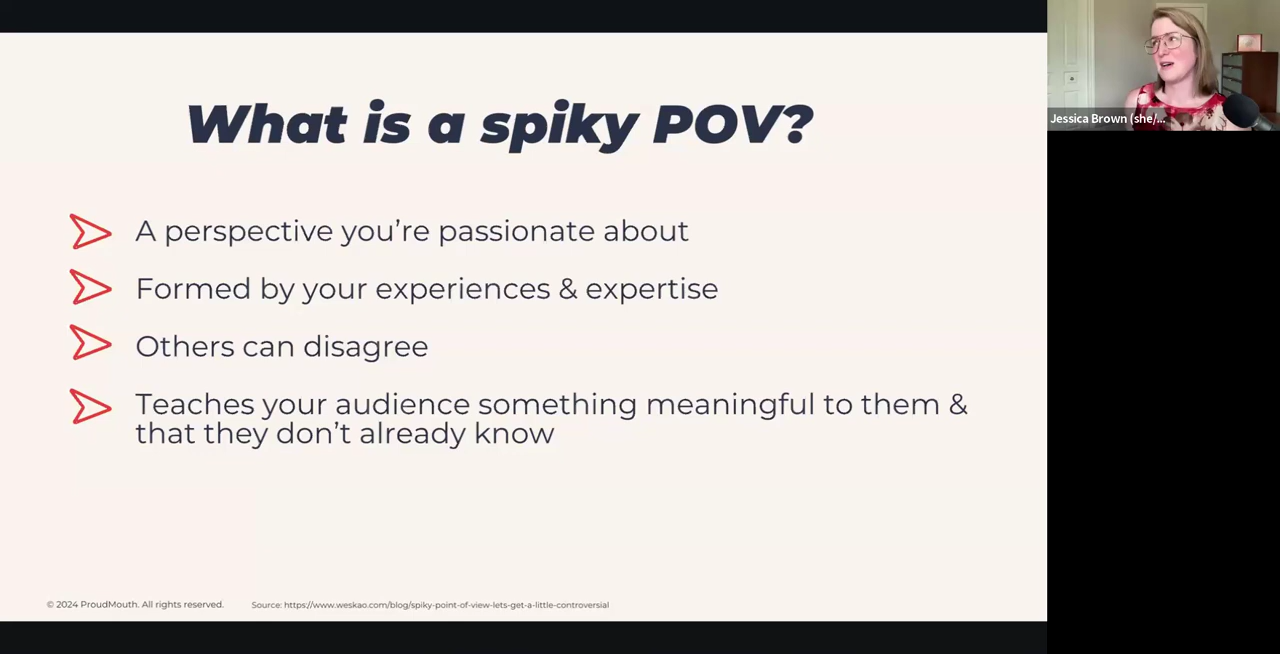 What is a spiky POV?
A perspective you’re passionate about
Formed by your experiences & expertise
Others can disagree
Teaches your audience something meaningful to them &
that they don’t already know
© 2024 ProudMouth. All rights reserved.
Source: https://www.weskao.com/blog/spiky-point-of-view-lets-get-a-little-controversial
Jessica Brown (she/...